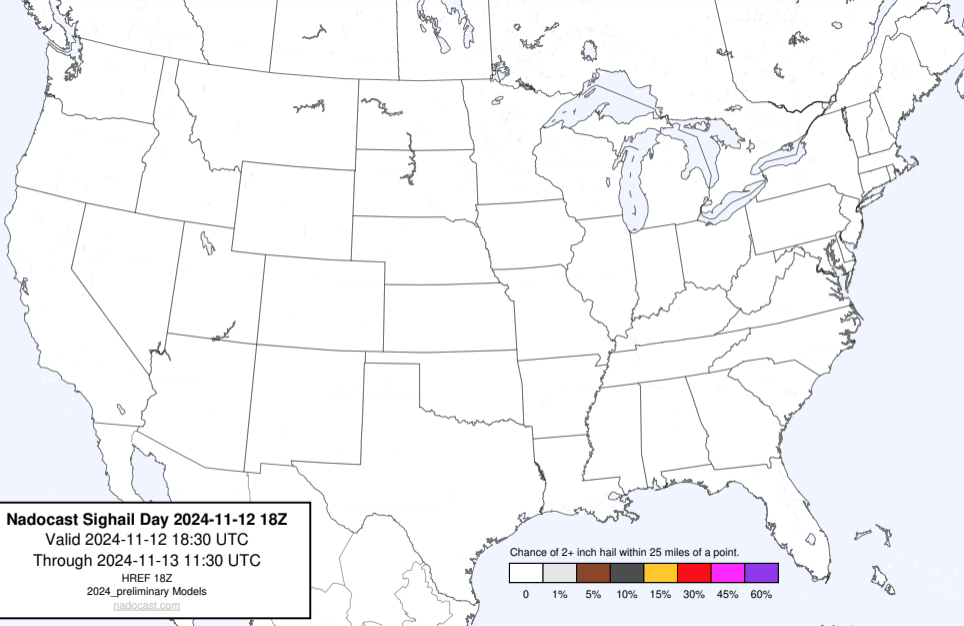 Nadocast Sighail Day 2024-11-12 18Z
Valid 2024-11-12 18:30 UTC
Through 2024-11-13 11:30 UTC
HREF 18Z
2024_preliminary Models
nadocast.com
Chance of 2+ inch hail within 25 miles of a point.
0 1% 5% 10% 15% 30% 45% 60%